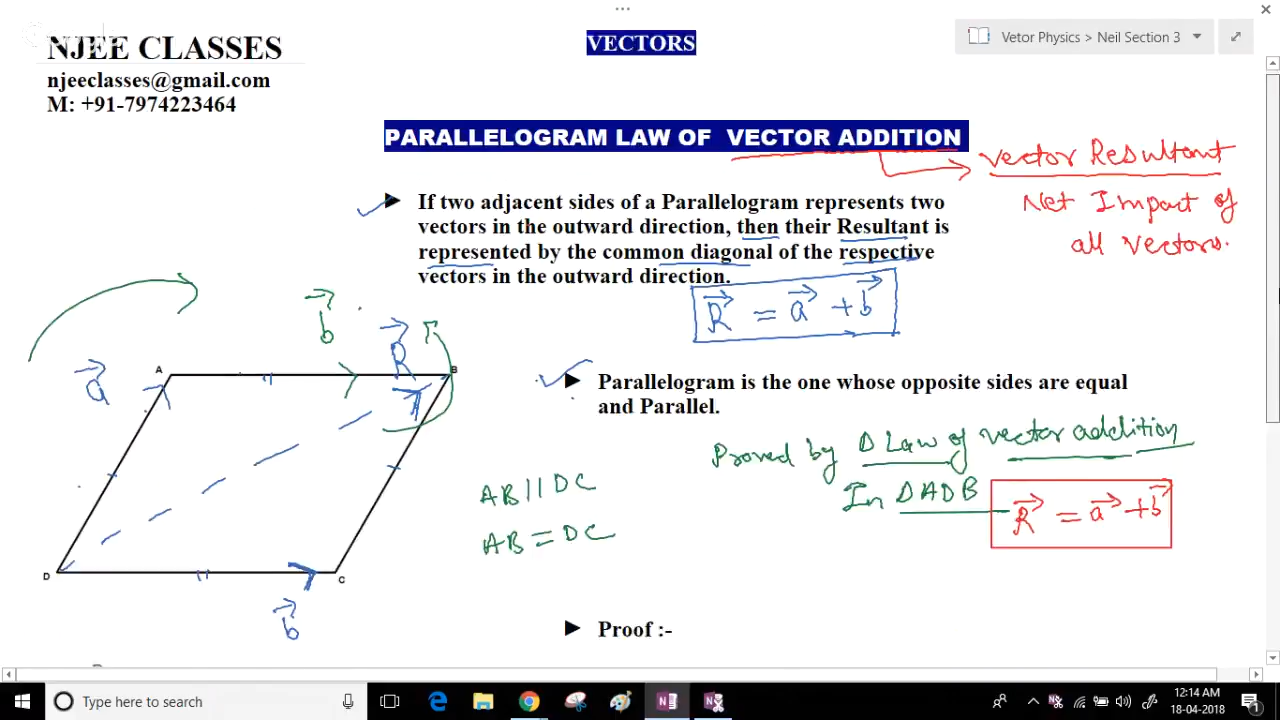 NJEE CLASSES
njeeclasses@gmail.com
M: +91-7974223464
VECTORS
Vetor Physics > Neil Section 3
PARALLELOGRAM LAW OF VECTOR ADDITION
vector Resultant
Net Impact of
all vectors.
If two adjacent sides of a Parallelogram represents two
vectors in the outward direction, then their Resultant is
represented by the common diagonal of the respective
vectors in the outward direction.
R⃗ = a⃗ + b⃗
b⃗
R⃗
a⃗
A
B
Parallelogram is the one whose opposite sides are equal
and Parallel.
Proved by Δ Law of vector addition
In ΔADB
R⃗ = a⃗ + b⃗
AB || DC
AB = DC
D
C
b⃗
Proof :-
Type here to search
12:14 AM
18-04-2018
1